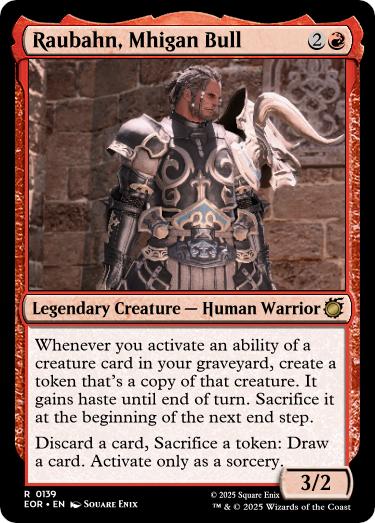 Raubahn, Mhigan Bull 2
Legendary Creature — Human Warrior
Whenever you activate an ability of a
creature card in your graveyard, create a
token that's a copy of that creature. It
gains haste until end of turn. Sacrifice it
at the beginning of the next end step.
Discard a card, Sacrifice a token: Draw
a card. Activate only as a sorcery.
3/2
R 0139
EOR • EN SQUARE ENIX
© 2025 Square Enix
™ & © 2025 Wizards of the Coast